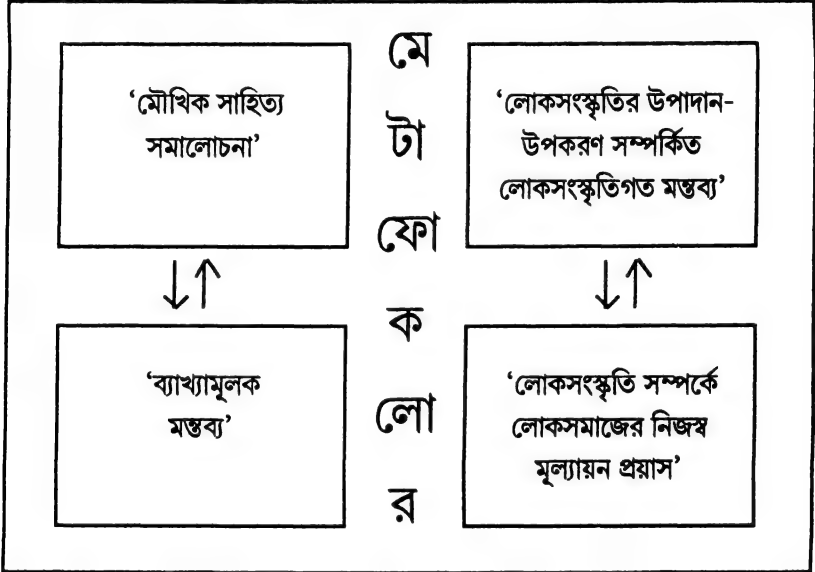 ‘মৌখিক সাহিত্য
সমালোচনা’
মে
টা
ফো
ক
লো
র
‘লোকসংস্কৃতির উপাদান-
উপকরণ সম্পর্কিত
লোকসংস্কৃতিগত মন্তব্য’
‘ব্যাখ্যামূলক
মন্তব্য’
‘লোকসংস্কৃতি সম্পর্কে
লোকসমাজের নিজস্ব
মূল্যায়ন প্রয়াস’